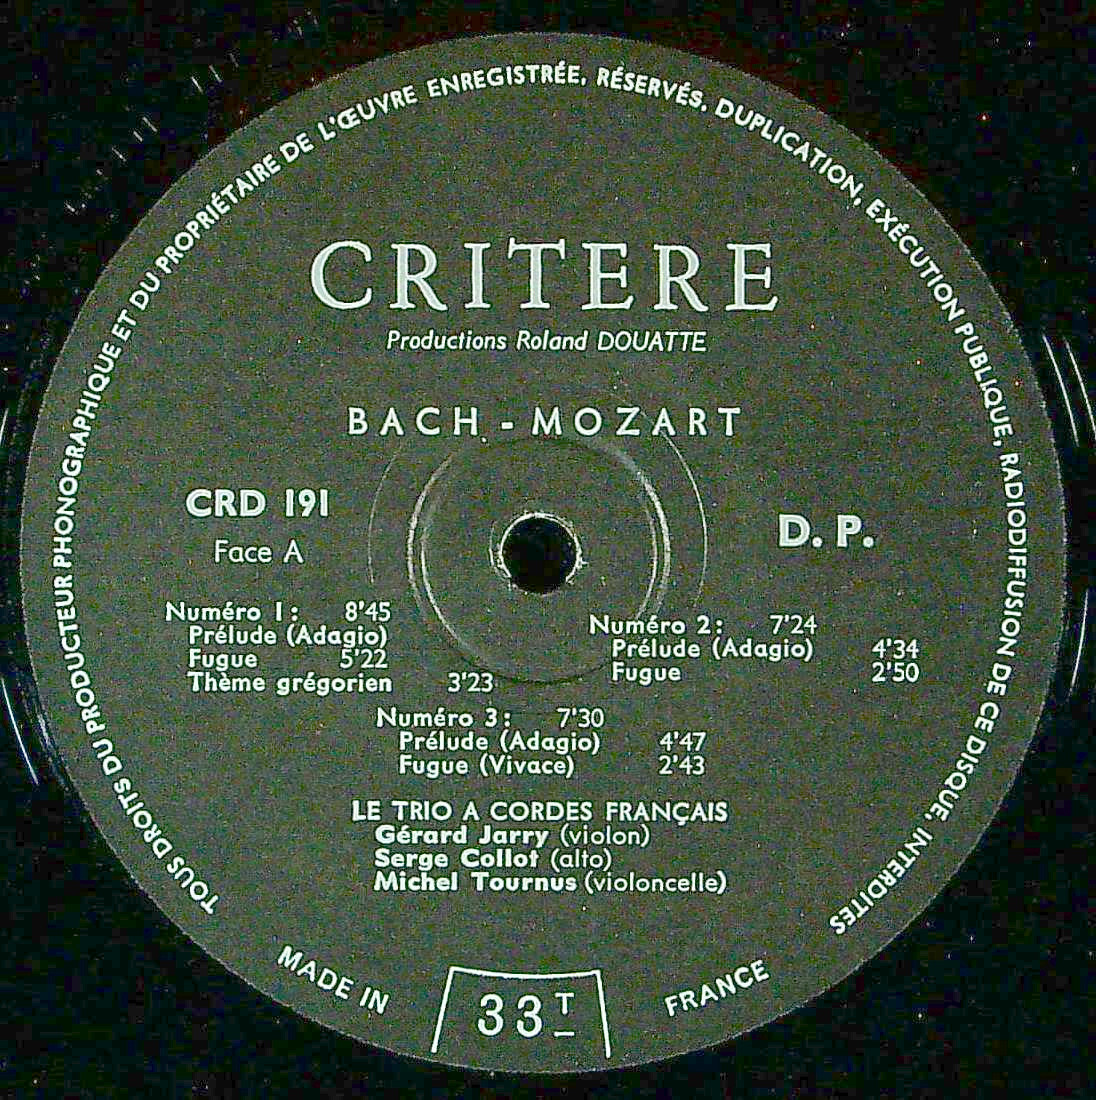 TOUS DROITS DU PRODUCTEUR PHONOGRAPHIQUE ET DU PROPRIÉTAIRE DE L'ŒUVRE ENREGISTRÉE, RÉSERVÉS. DUPLICATION, EXÉCUTION PUBLIQUE, RADIODIFFUSION DE CE DISQUE, INTERDITES
CRITERE
Productions Roland DOUATTE
BACH - MOZART
CRD 191
Face A
D. P.
Numéro 1: 8'45
Prélude (Adagio)
Fugue 5'22
Thème grégorien 3'23
Numéro 2: 7'24
Prélude (Adagio) 4'34
Fugue 2'50
Numéro 3: 7'30
Prélude (Adagio) 4'47
Fugue (Vivace) 2'43
LE TRIO A CORDES FRANÇAIS
Gérard Jarry (violon)
Serge Collot (alto)
Michel Tournus (violoncelle)
MADE IN FRANCE
33 T